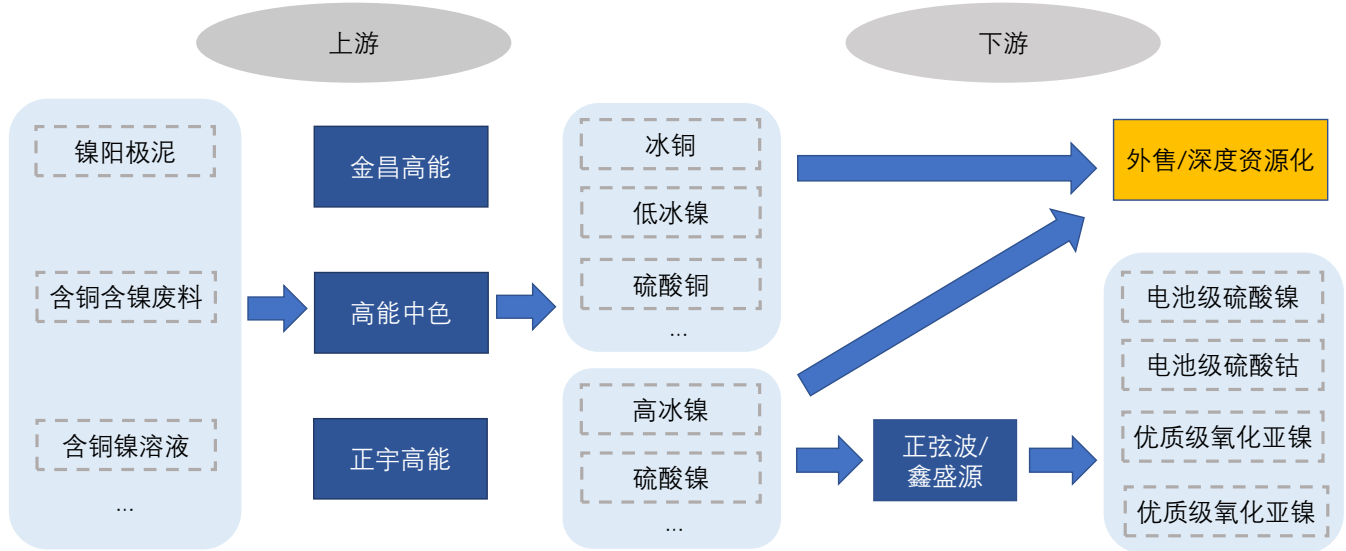 上游
下游
镍阳极泥
含铜含镍废料
含铜镍溶液
...
金昌高能
高能中色
正宇高能
冰铜
低冰镍
硫酸铜
...
高冰镍
硫酸镍
...
正弦波/
鑫盛源
外售/深度资源化
电池级硫酸镍
电池级硫酸钴
优质级氧化亚镍
优质级氧化亚镍